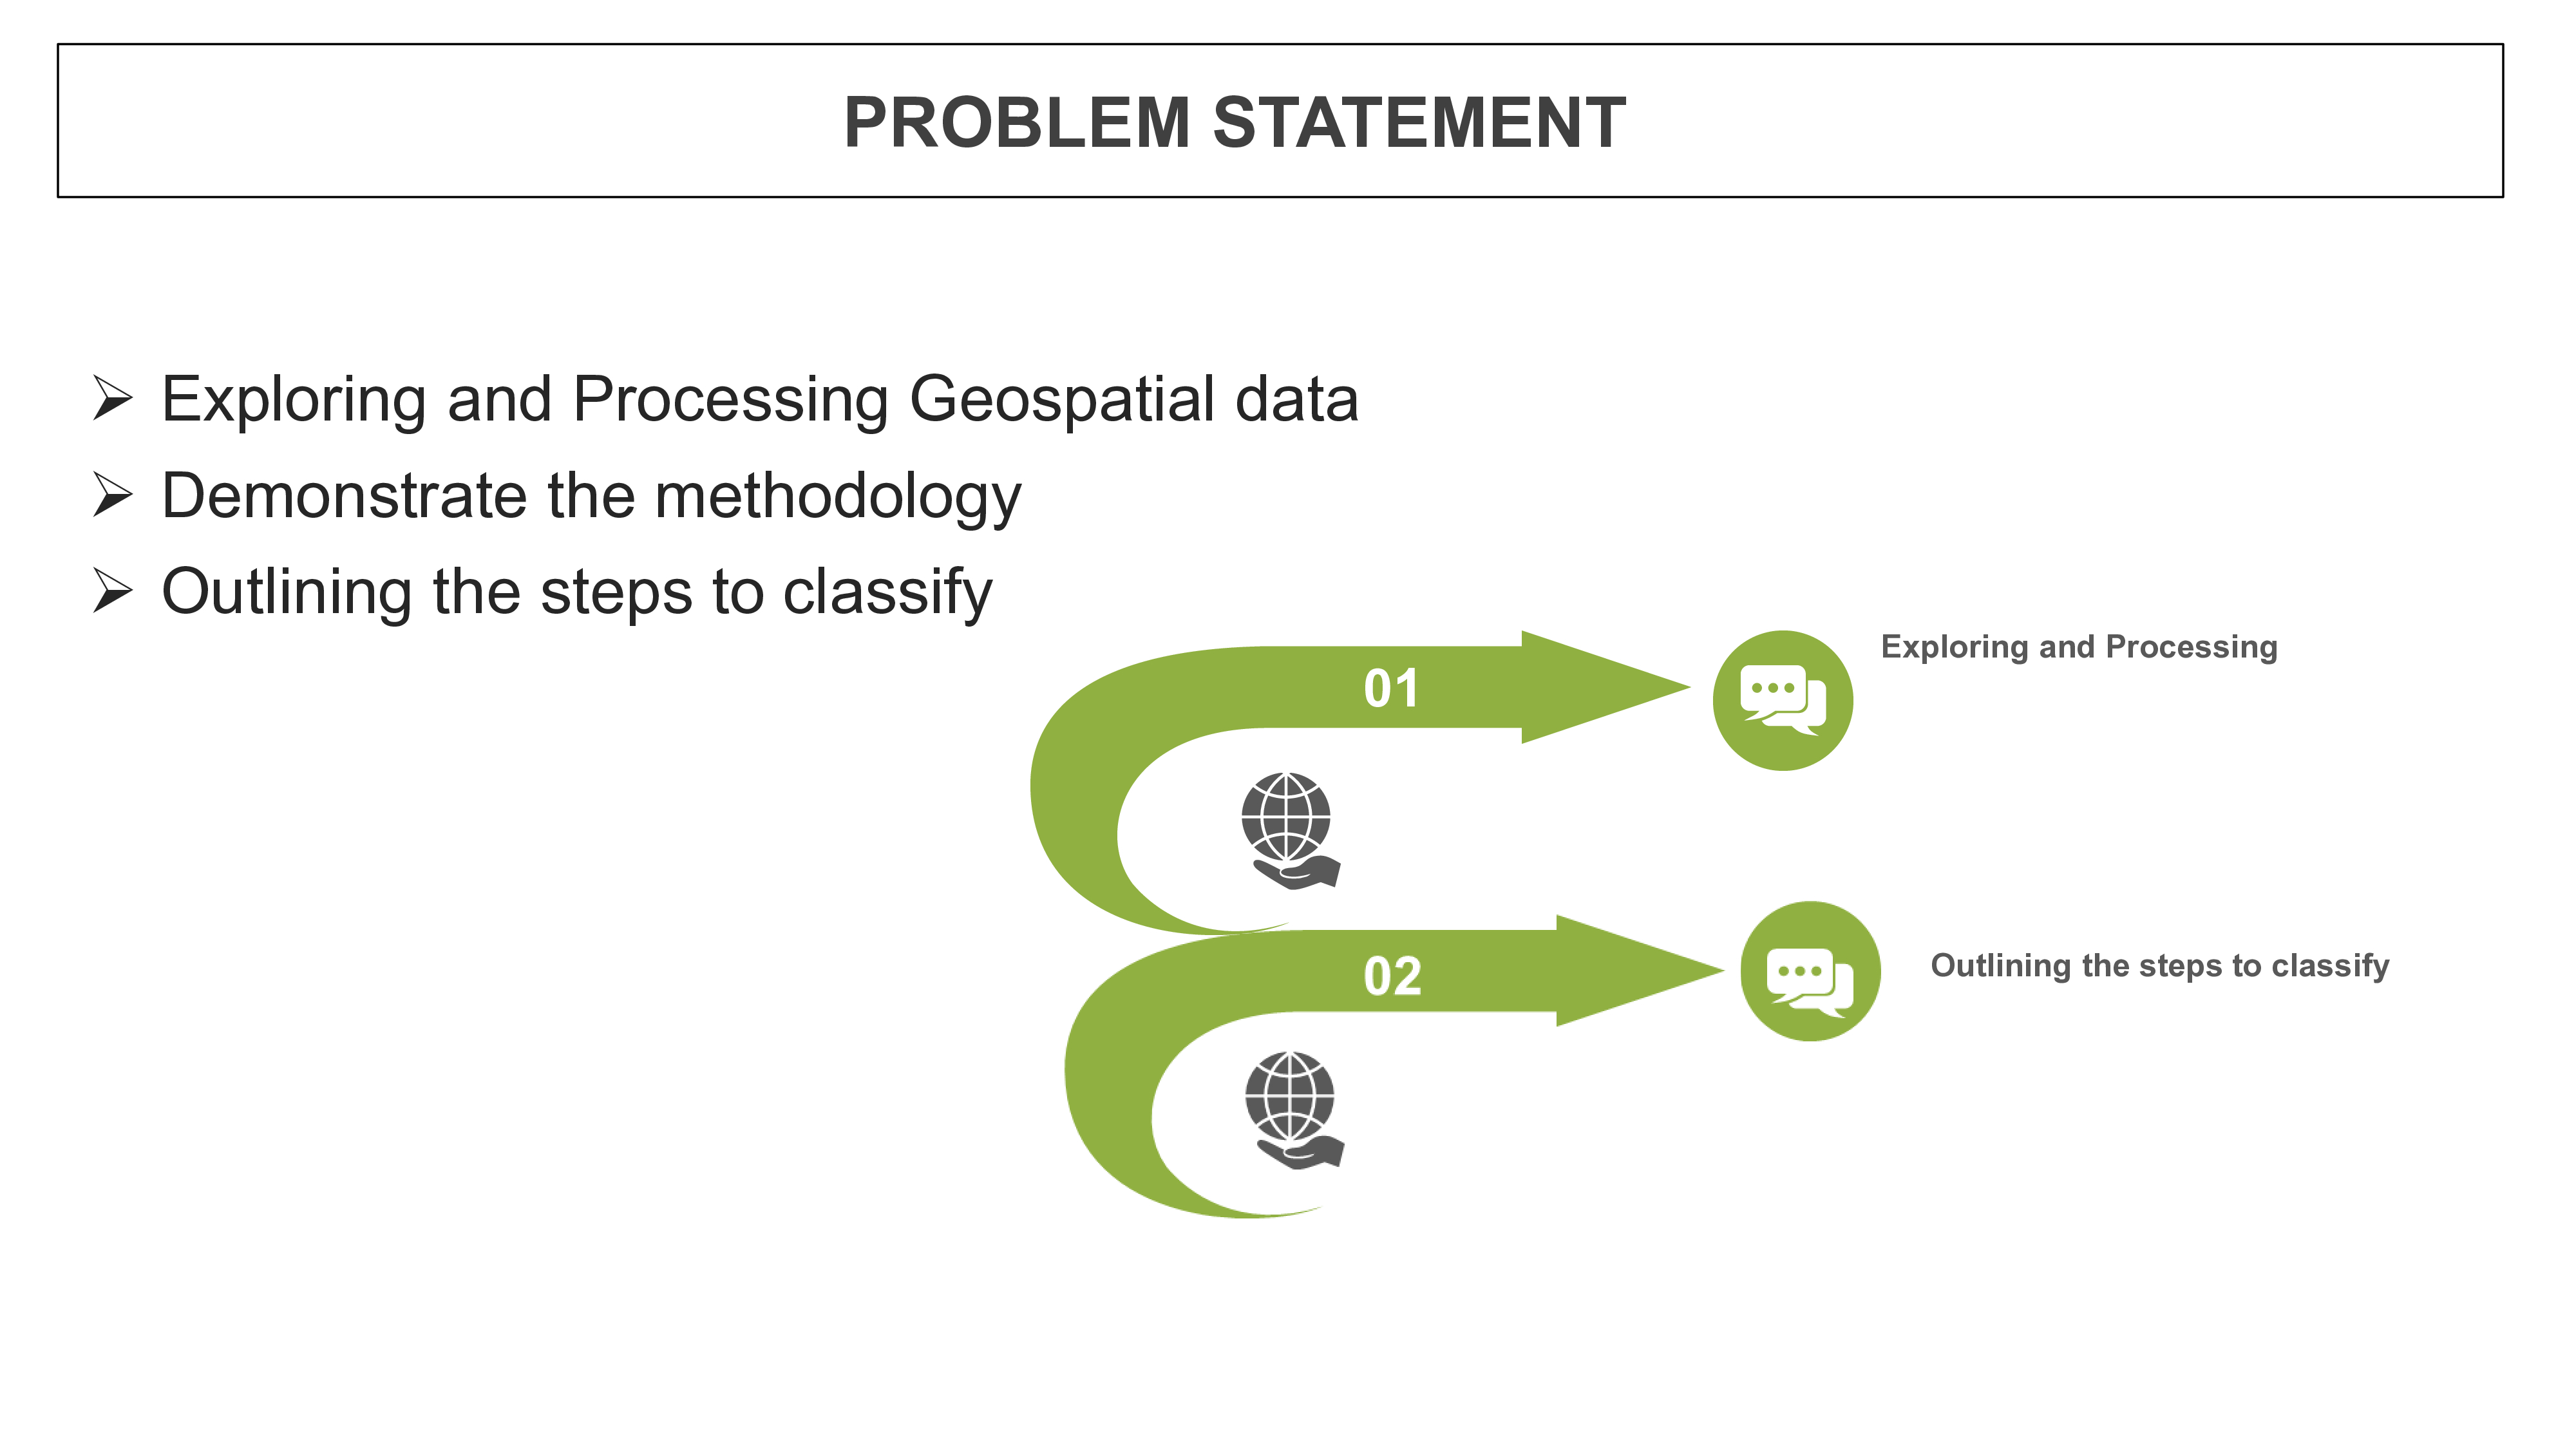 PROBLEM STATEMENT
Exploring and Processing Geospatial data
Demonstrate the methodology
Outlining the steps to classify
01
Exploring and Processing
02
Outlining the steps to classify